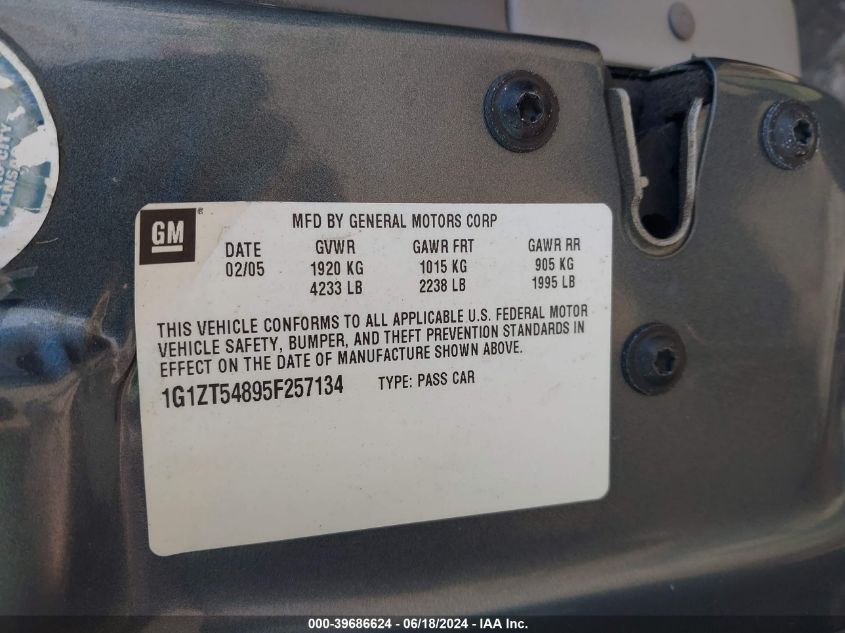 GM
MFD BY GENERAL MOTORS CORP
DATE GVWR GAWR FRT GAWR RR
02/05 1920 KG 1015 KG 905 KG
4233 LB 2238 LB 1995 LB
THIS VEHICLE CONFORMS TO ALL APPLICABLE U.S. FEDERAL MOTOR
VEHICLE SAFETY, BUMPER, AND THEFT PREVENTION STANDARDS IN
EFFECT ON THE DATE OF MANUFACTURE SHOWN ABOVE.
1G1ZT54895F257134 TYPE: PASS CAR
CITY
000-39686624 - 06/18/2024 - IAA Inc.